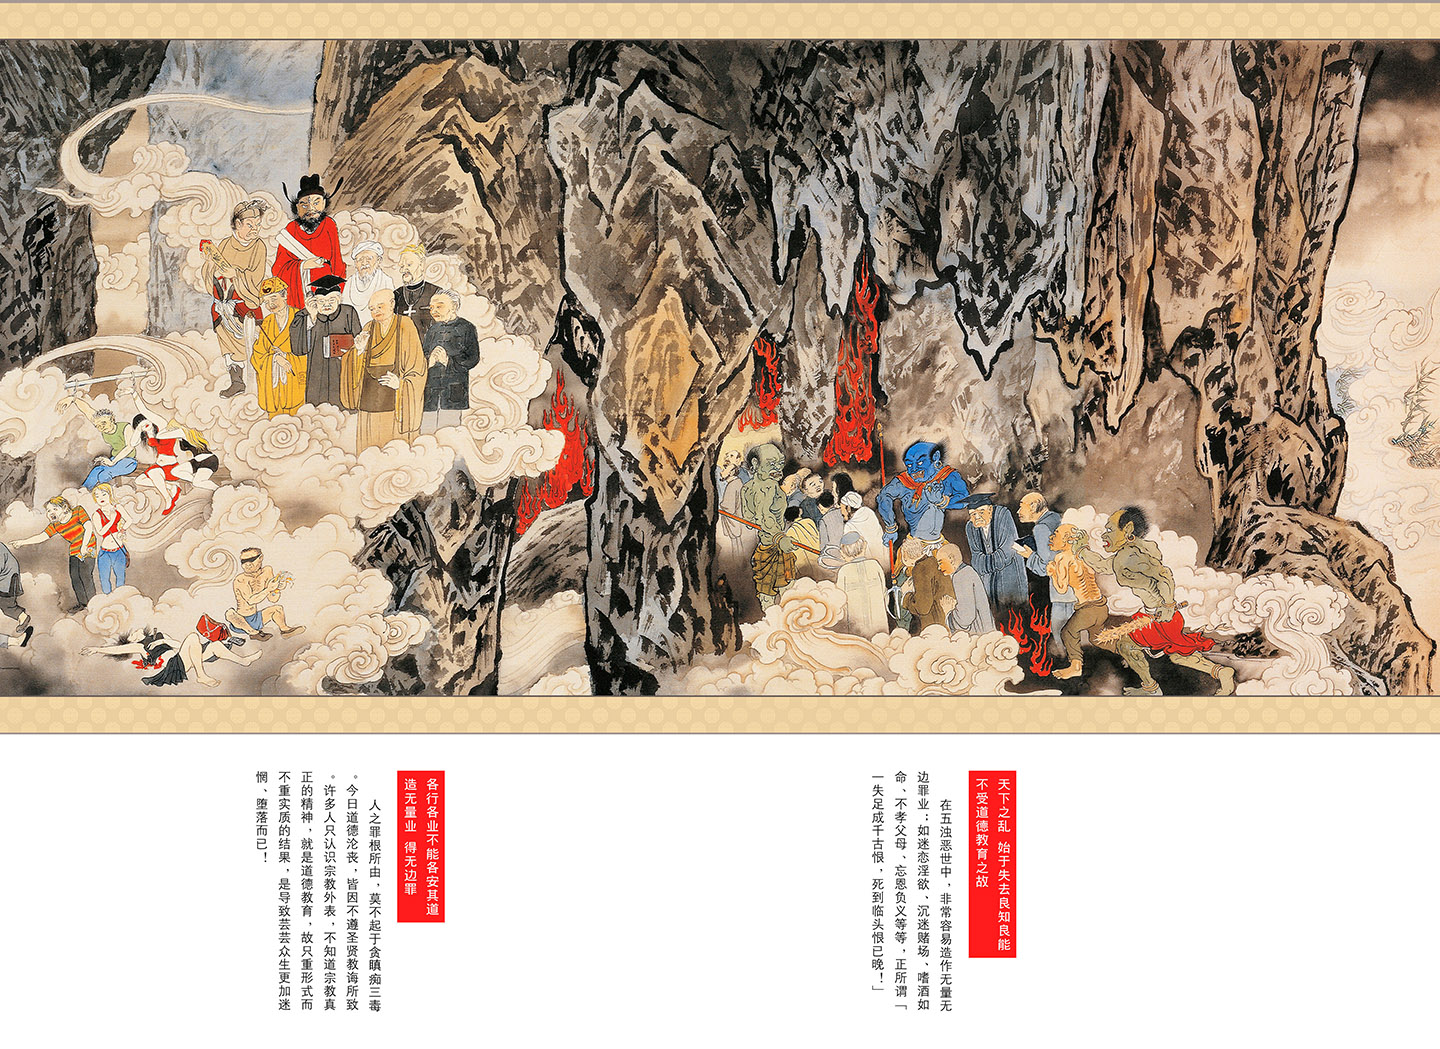 天下之乱 始于失去良知良能
不受道德教育之故
在五浊恶世中，非常容易造作无量无
边罪业；如迷恋淫欲、沉迷赌场、嗜酒如
命、不孝父母、忘恩负义等等，正所谓「
一失足成千古恨，死到临头恨已晚！」
各行各业不能各安其道
造无量业 得无边罪
人之罪根所由，莫不起于贪瞋痴三毒
。今日道德沦丧，皆因不遵圣贤教诲所致
。许多人只认识宗教外表，不知道宗教真
正的精神，就是道德教育，故只重形式而
不重实质的结果，是导致芸芸众生更加迷
惘、堕落而已！